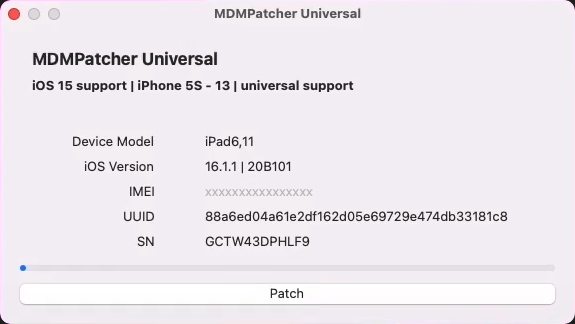 MDMPatcher Universal
MDMPatcher Universal
iOS 15 support | iPhone 5S - 13 | universal support
Device Model iPad6,11
iOS Version 16.1.1 | 20B101
IMEI xxxxxxxxxxxxxxxx
UUID 88a6ed04a61e2df162d05e69729e474db33181c8
SN GCTW43DPHLF9
Patch